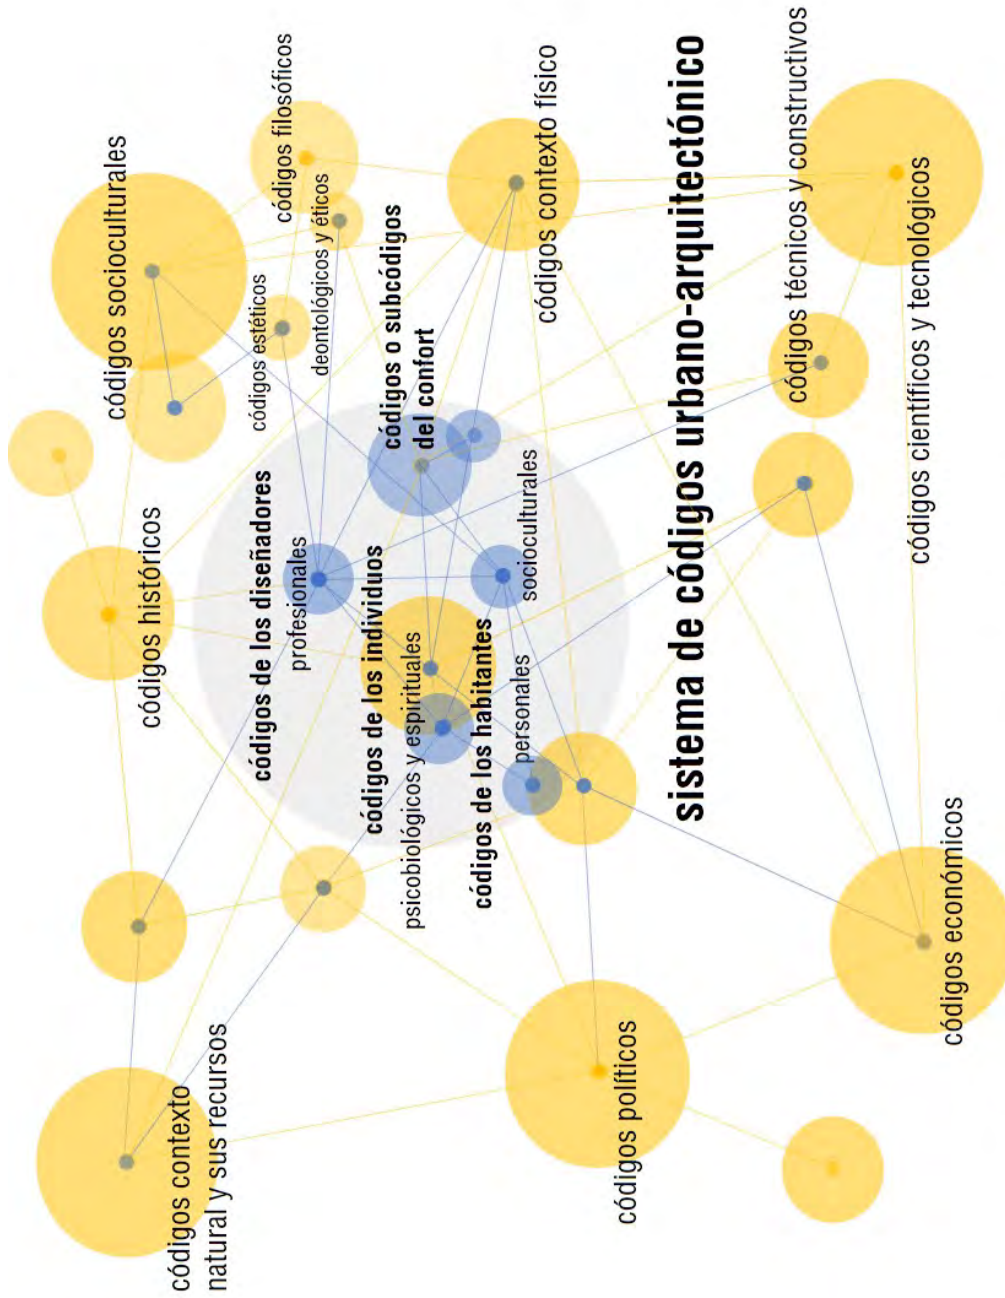 códigos contexto
natural y sus recursos
códigos históricos
códigos socioculturales
códigos estéticos
códigos filosóficos
deontológicos y éticos
códigos de los diseñadores
profesionales
códigos o subcódigos
del confort
códigos de los individuos
psicobiológicos y espirituales
códigos de los habitantes
personales
socioculturales
códigos contexto físico
códigos políticos
sistema de códigos urbano-arquitectónico
códigos técnicos y constructivos
códigos científicos y tecnológicos
códigos económicos